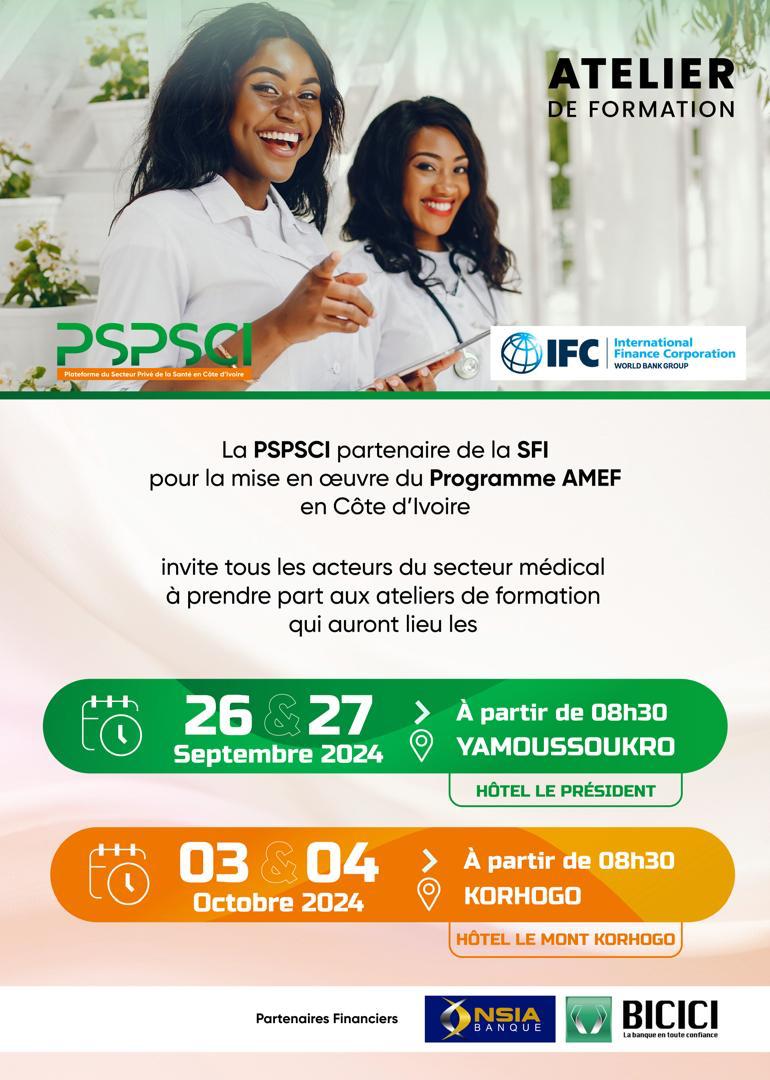 ATELIER
DE FORMATION
PSPSCI
Plateforme du Secteur Privé de la Santé en Côte d'Ivoire
IFC
International
Finance Corporation
WORLD BANK GROUP
La PSPSCI partenaire de la SFI
pour la mise en œuvre du Programme AMEF
en Côte d'Ivoire
invite tous les acteurs du secteur médical
à prendre part aux ateliers de formation
qui auront lieu les
26 & 27
Septembre 2024
À partir de 08h30
YAMOUSSOUKRO
HÔTEL LE PRÉSIDENT
03 & 04
Octobre 2024
À partir de 08h30
KORHOGO
HÔTEL LE MONT KORHOGO
Partenaires Financiers
NSIA
BANQUE
BICICI
La banque en toute confiance